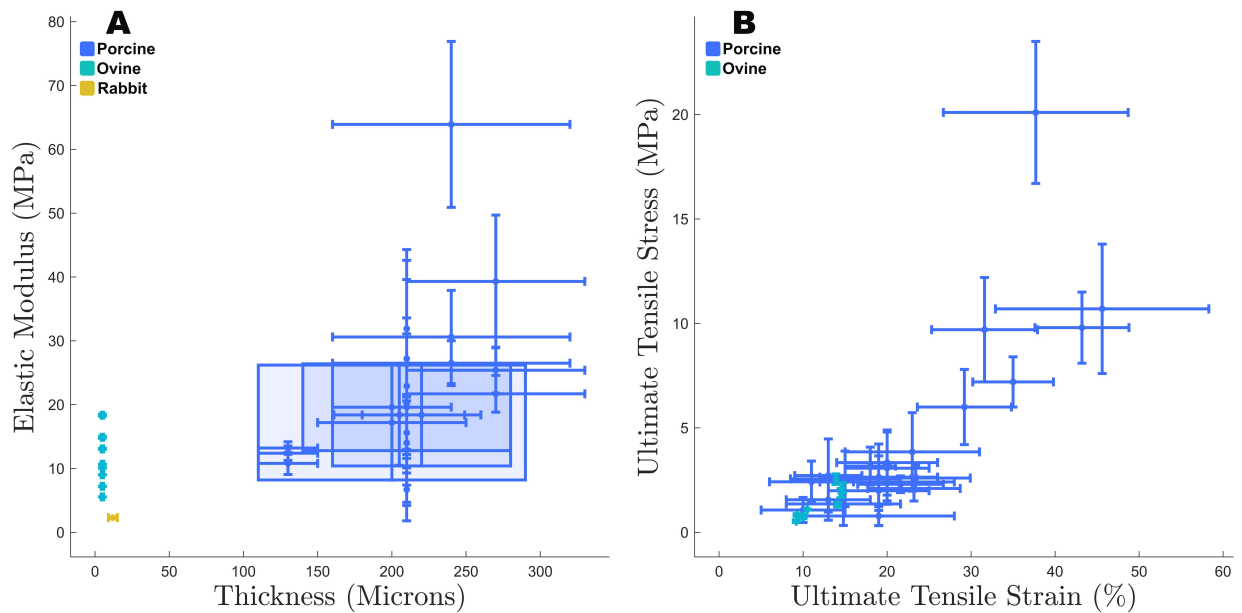 A
Porcine
Ovine
Rabbit
80
70
60
50
40
30
20
10
0
Elastic Modulus (MPa)
0 50 100 150 200 250 300
Thickness (Microns)
B
Porcine
Ovine
20
15
10
5
0
Ultimate Tensile Stress (MPa)
0 10 20 30 40 50 60
Ultimate Tensile Strain (%)